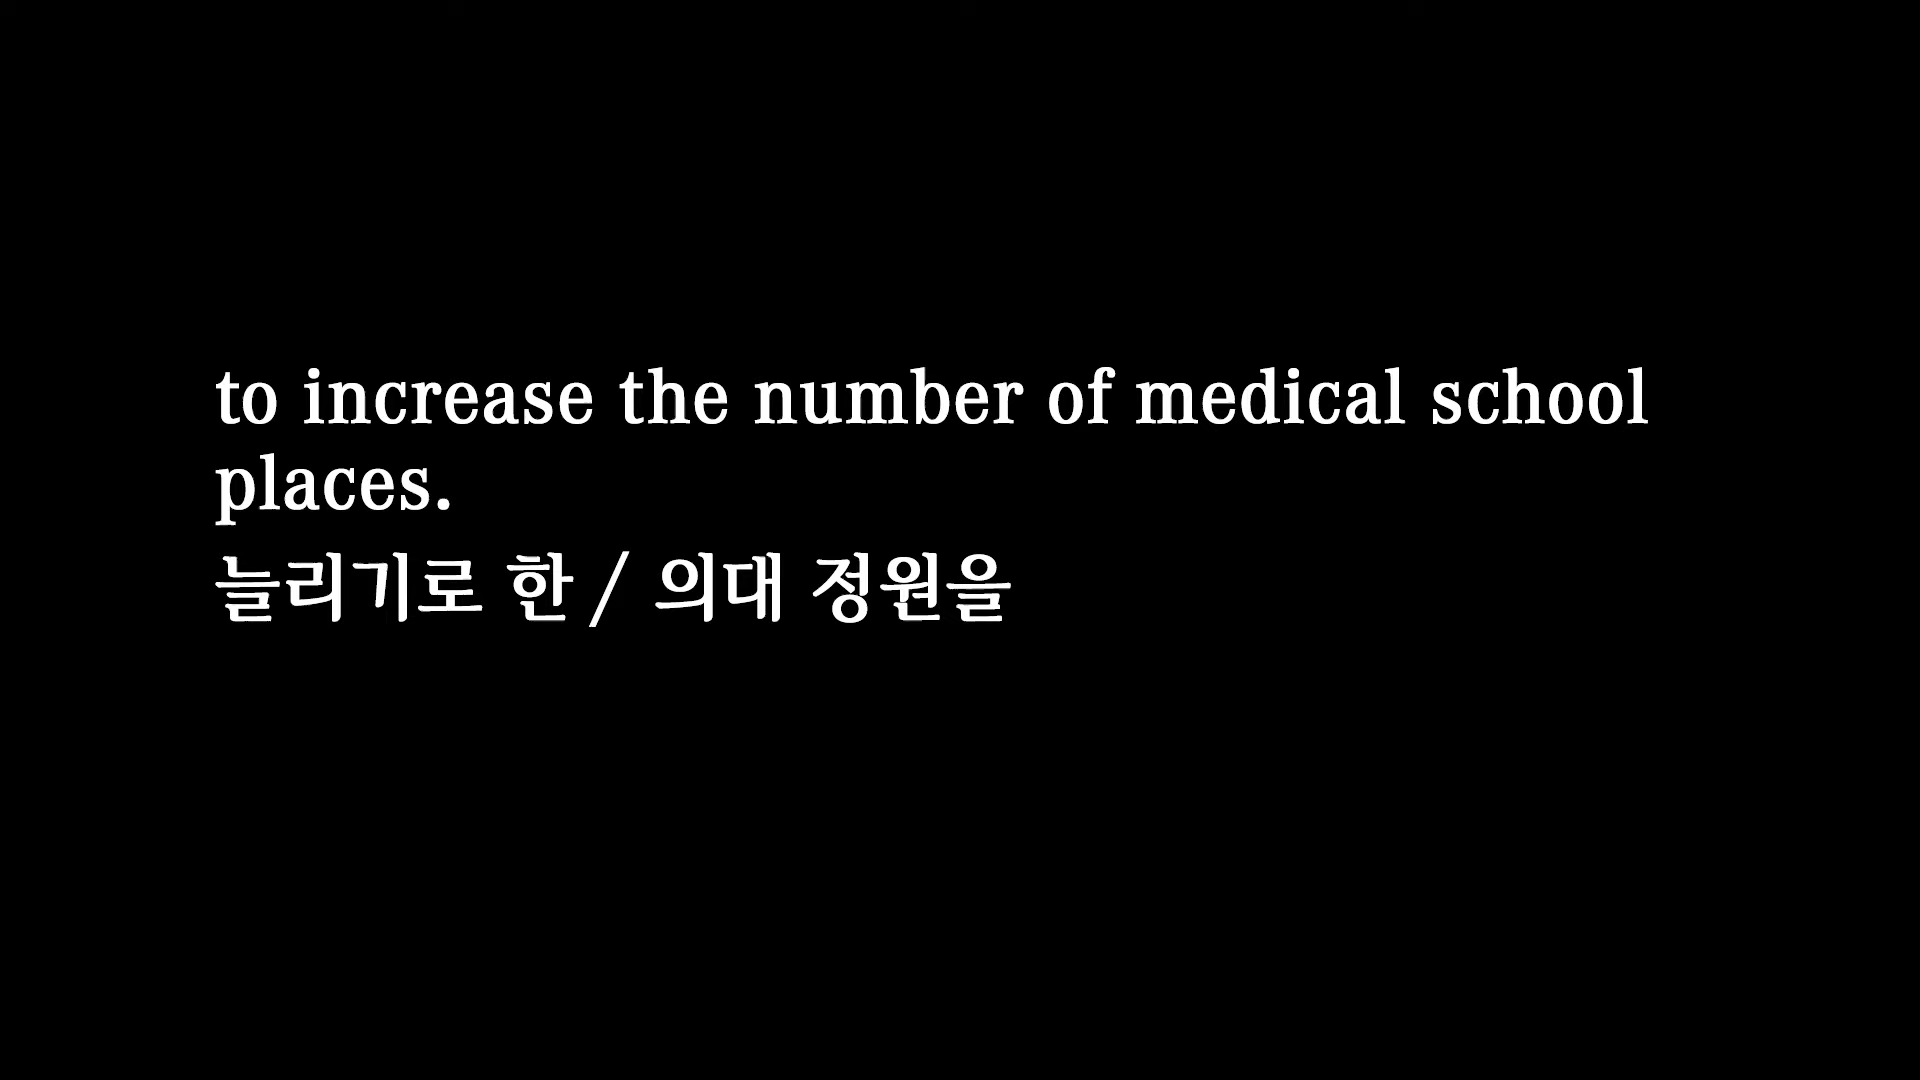 to increase the number of medical school
places.
늘리기로 한 / 의대 정원을